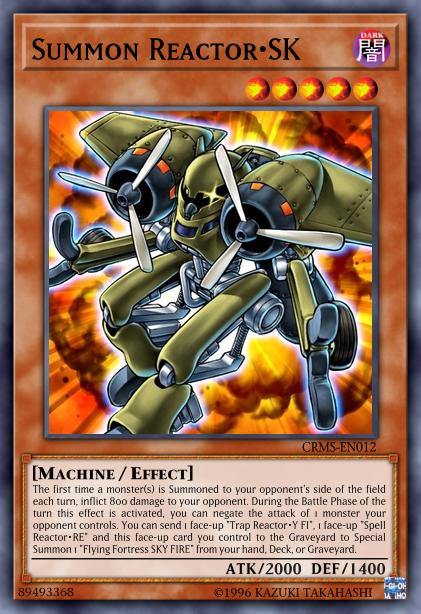 Summon Reactor・SK
DARK
闇
CRMS-EN012
[Machine / Effect]
The first time a monster(s) is Summoned to your opponent's side of the field
each turn, inflict 800 damage to your opponent. During the Battle Phase of the
turn this effect is activated, you can negate the attack of 1 monster your
opponent controls. You can send 1 face-up "Trap Reactor・Y FI", 1 face-up "Spell
Reactor・RE" and this face-up card you control to the Graveyard to Special
Summon 1 "Flying Fortress SKY FIRE" from your hand, Deck, or Graveyard.
ATK/2000 DEF/1400
89493368
©1996 KAZUKI TAKAHASHI